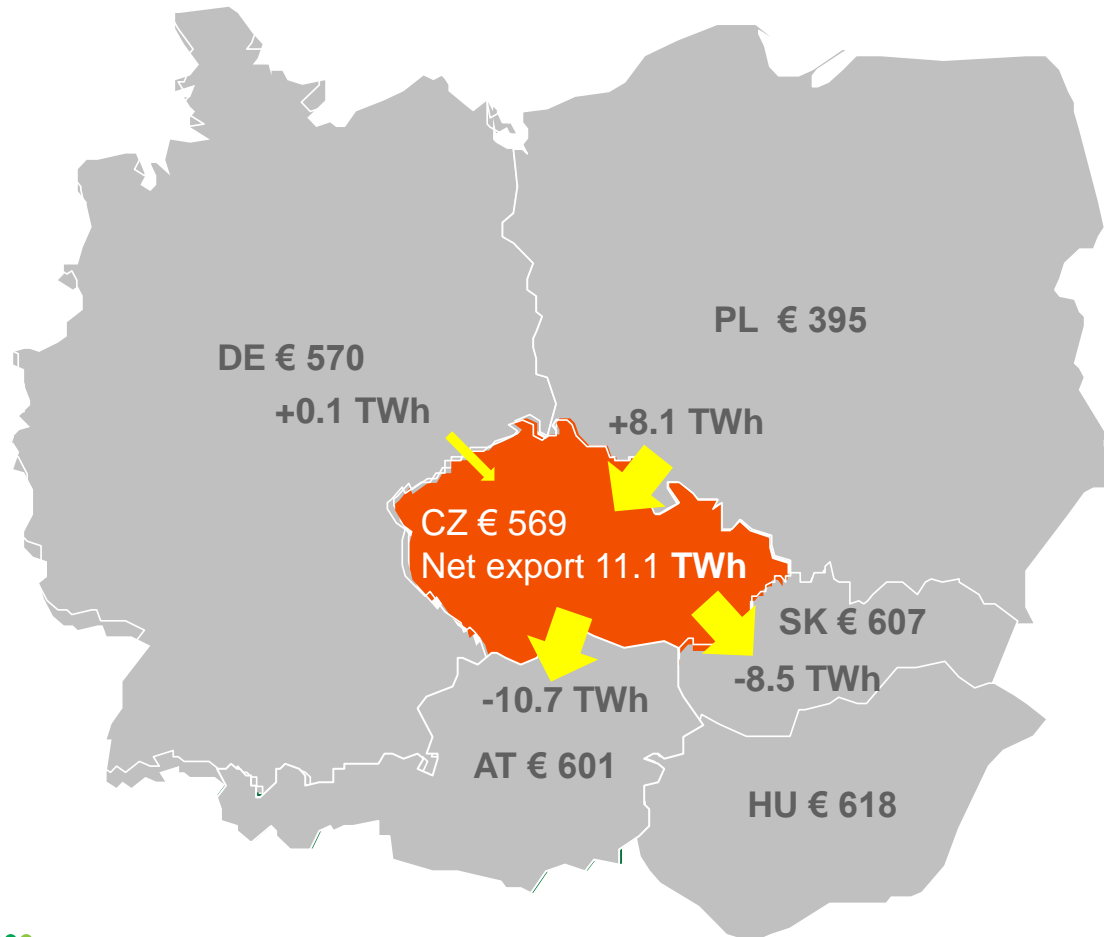 PL € 395
DE € 570
+0.1 TWh
+8.1 TWh
CZ € 569
Net export 11.1 TWh
SK € 607
-8.5 TWh
-10.7 TWh
AT € 601
HU € 618